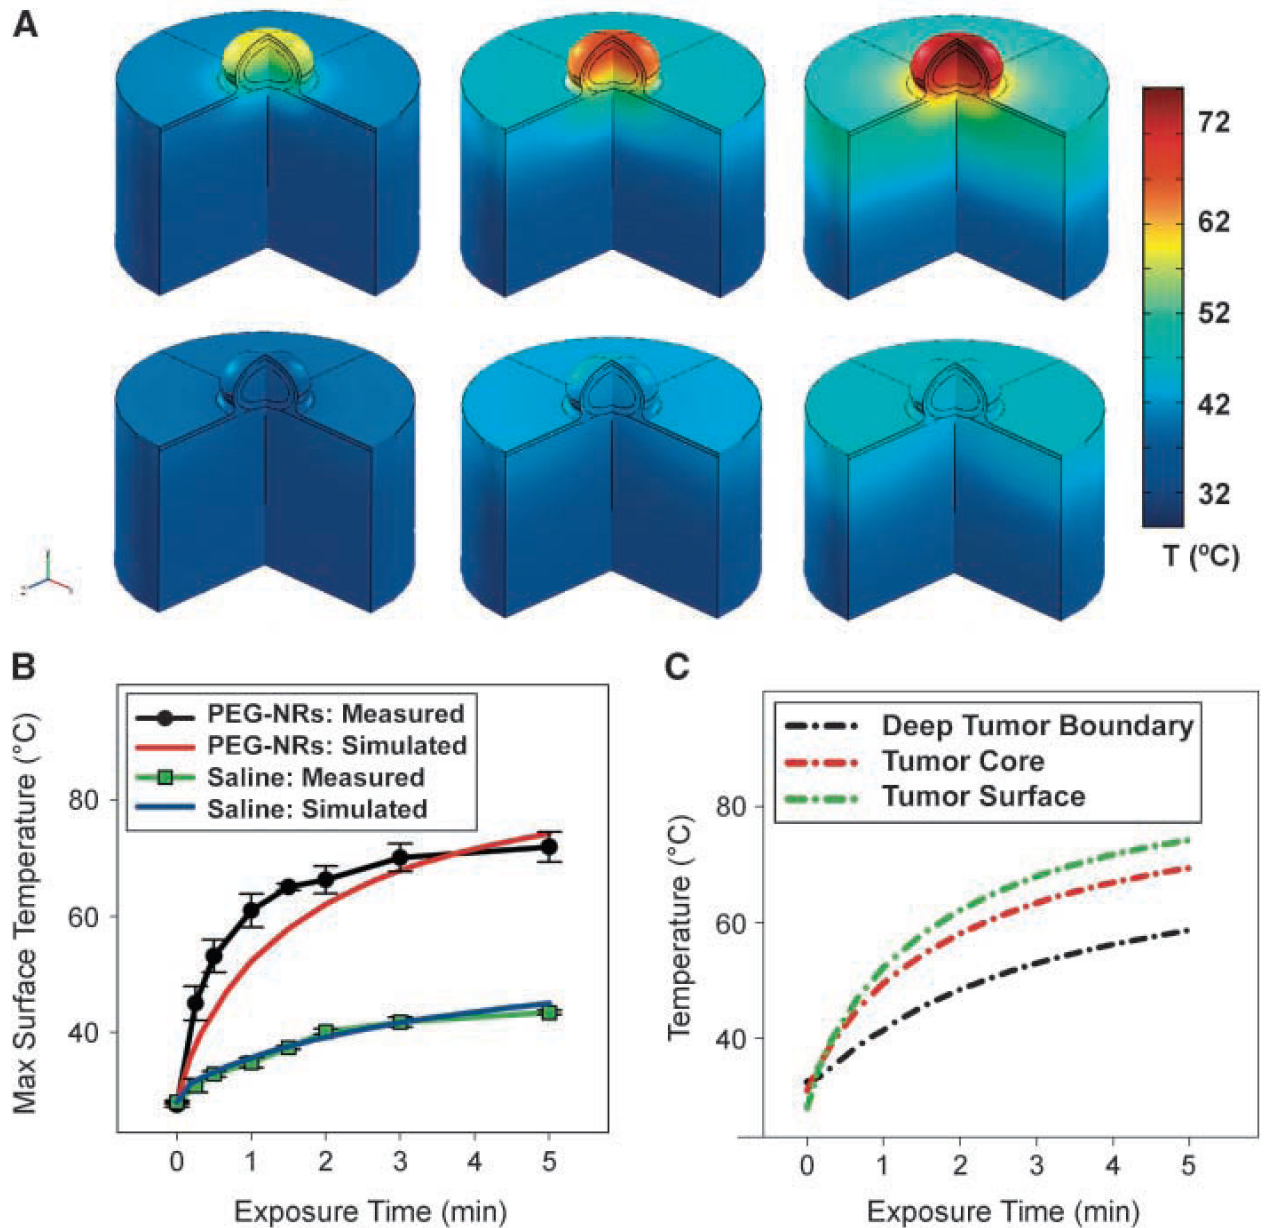 A
72
62
52
42
32
T (ºC)
B
PEG-NRs: Measured
PEG-NRs: Simulated
Saline: Measured
Saline: Simulated
Max Surface Temperature (°C)
80
60
40
0 1 2 3 4 5
Exposure Time (min)
C
Deep Tumor Boundary
Tumor Core
Tumor Surface
Temperature (°C)
80
60
40
0 1 2 3 4 5
Exposure Time (min)